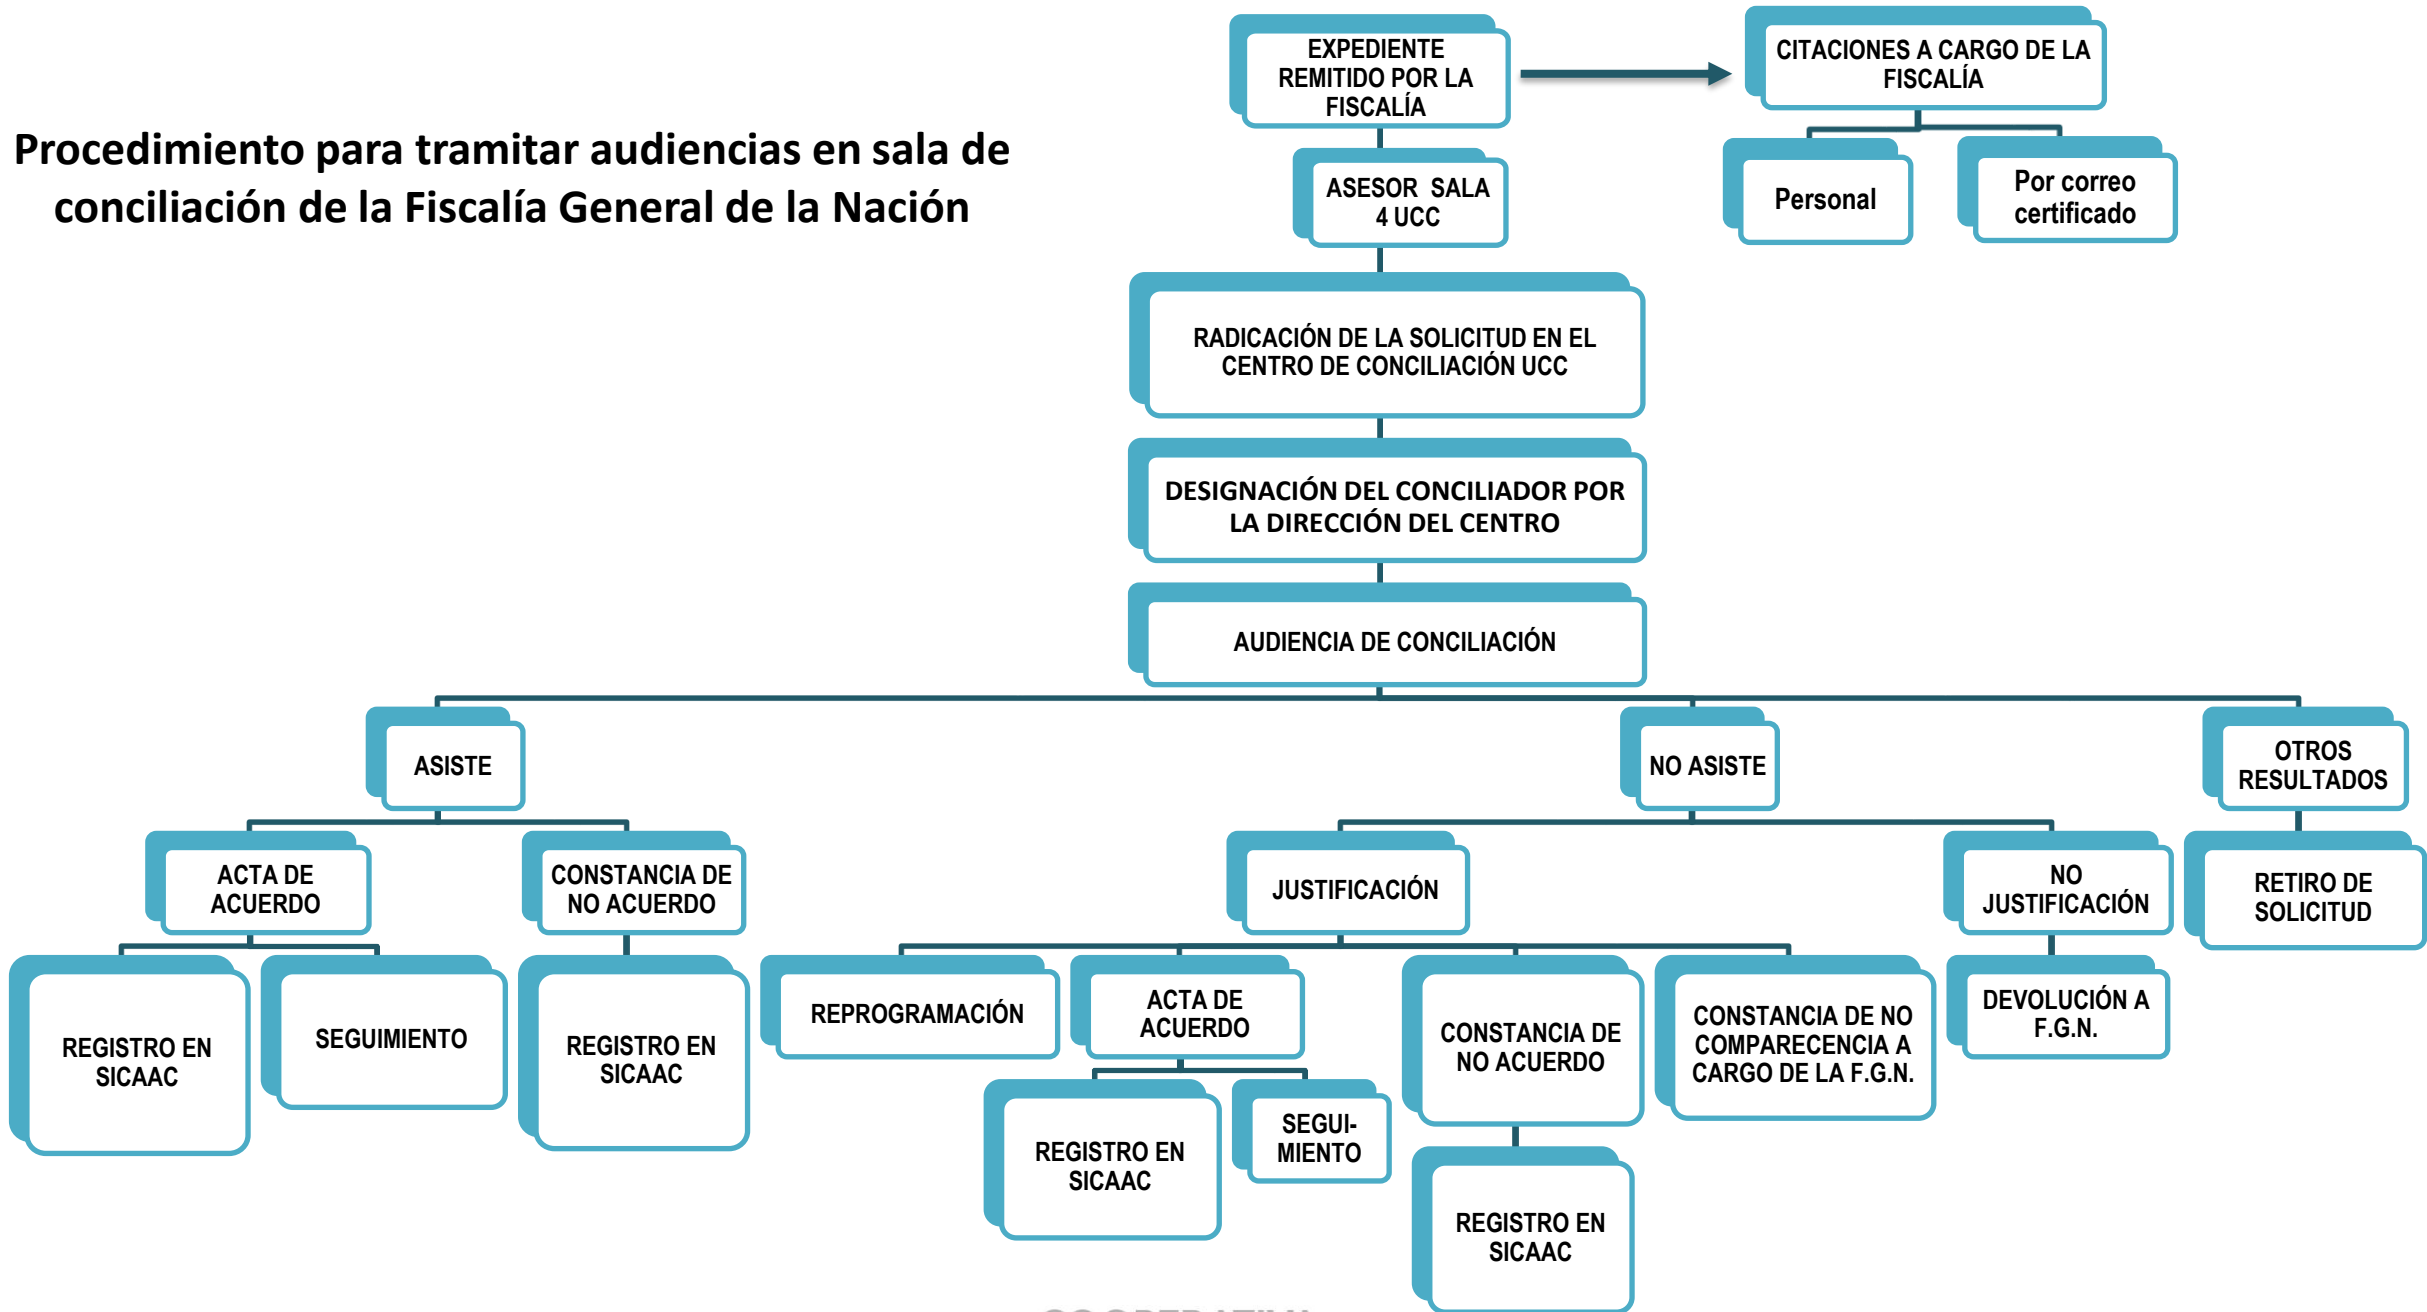 Procedimiento para tramitar audiencias en sala de
conciliación de la Fiscalía General de la Nación
EXPEDIENTE
REMITIDO POR LA
FISCALÍA
CITACIONES A CARGO DE LA
FISCALÍA
Personal
Por correo
certificado
ASESOR SALA
4 UCC
RADICACIÓN DE LA SOLICITUD EN EL
CENTRO DE CONCILIACIÓN UCC
DESIGNACIÓN DEL CONCILIADOR POR
LA DIRECCIÓN DEL CENTRO
AUDIENCIA DE CONCILIACIÓN
ASISTE
NO ASISTE
OTROS
RESULTADOS
ACTA DE
ACUERDO
CONSTANCIA DE
NO ACUERDO
JUSTIFICACIÓN
NO
JUSTIFICACIÓN
RETIRO DE
SOLICITUD
REGISTRO EN
SICAAC
SEGUIMIENTO
REGISTRO EN
SICAAC
REPROGRAMACIÓN
ACTA DE
ACUERDO
CONSTANCIA DE
NO ACUERDO
CONSTANCIA DE NO
COMPARECENCIA A
CARGO DE LA F.G.N.
DEVOLUCIÓN A
F.G.N.
REGISTRO EN
SICAAC
SEGUI-
MIENTO
REGISTRO EN
SICAAC